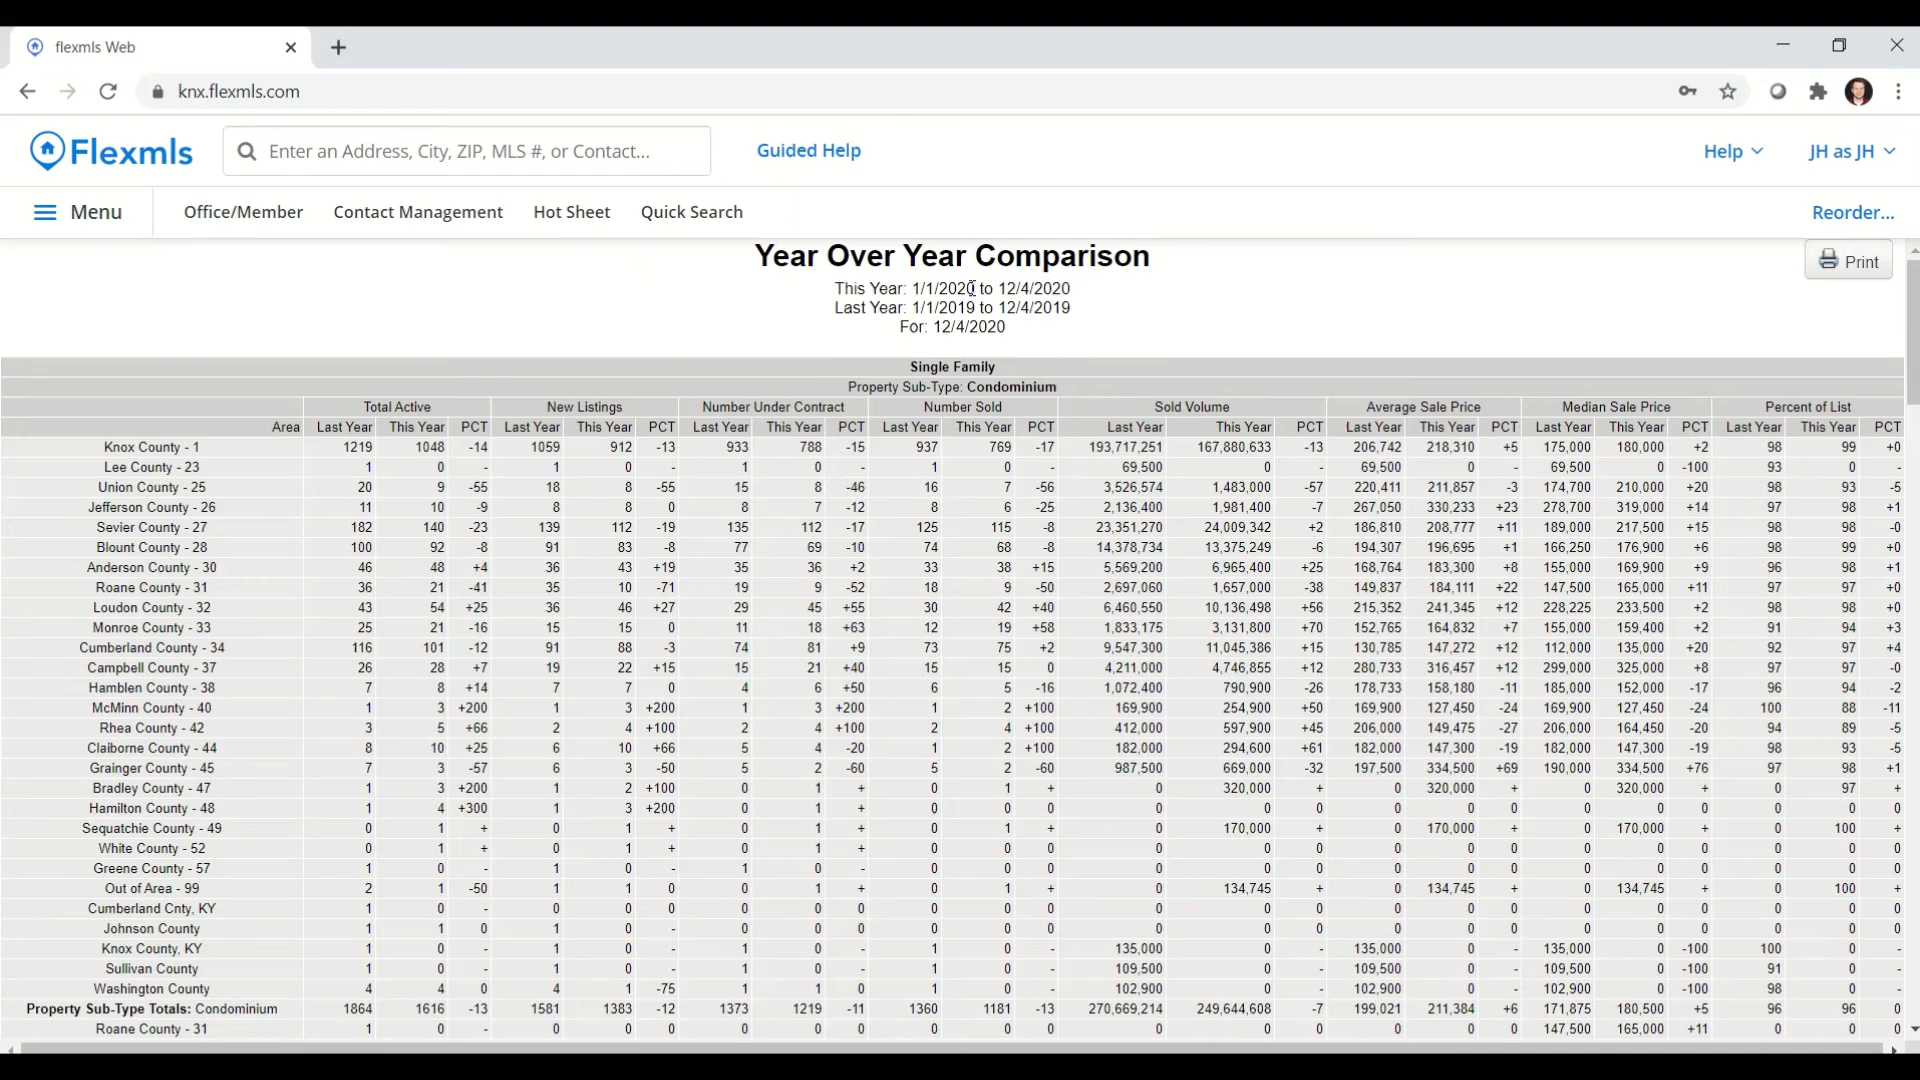 flexmls Web
knx.flexmls.com
Flexmls Enter an Address, City, ZIP, MLS #, or Contact... Guided Help Help JH as JH
Menu Office/Member Contact Management Hot Sheet Quick Search Reorder...
Year Over Year Comparison
Print
This Year: 1/1/2020 to 12/4/2020
Last Year: 1/1/2019 to 12/4/2019
For: 12/4/2020
Single Family
Property Sub-Type: Condominium
Total Active New Listings Number Under Contract Number Sold Sold Volume Average Sale Price Median Sale Price Percent of List
Area Last Year This Year PCT Last Year This Year PCT Last Year This Year PCT Last Year This Year PCT Last Year This Year PCT Last Year This Year PCT Last Year This Year PCT Last Year This Year PCT
Knox County - 1 1219 1048 -14 1059 912 -13 933 788 -15 937 769 -17 193,717,251 167,880,633 -13 206,742 218,310 +5 175,000 180,000 +2 98 99 +0
Lee County - 23 1 0 - 1 0 - 1 0 - 1 0 - 69,500 0 - 69,500 0 - 69,500 0 -100 93 0 -
Union County - 25 20 9 -55 18 8 -55 15 8 -46 16 7 -56 3,526,574 1,483,000 -57 220,411 211,857 -3 174,700 210,000 +20 98 93 -5
Jefferson County - 26 11 10 -9 8 8 0 8 7 -12 8 6 -25 2,136,400 1,981,400 -7 267,050 330,233 +23 278,700 319,000 +14 97 98 +1
Sevier County - 27 182 140 -23 139 112 -19 135 112 -17 125 115 -8 23,351,270 24,009,342 +2 186,810 208,777 +11 189,000 217,500 +15 98 98 -0
Blount County - 28 100 92 -8 91 83 -8 77 69 -10 74 68 -8 14,378,734 13,375,249 -6 194,307 196,695 +1 166,250 176,900 +6 98 99 +0
Anderson County - 30 46 48 +4 36 43 +19 35 36 +2 33 38 +15 5,569,200 6,965,400 +25 168,764 183,300 +8 155,000 169,900 +9 96 98 +1
Roane County - 31 36 21 -41 35 10 -71 19 9 -52 18 9 -50 2,697,060 1,657,000 -38 149,837 184,111 +22 147,500 165,000 +11 97 97 +0
Loudon County - 32 43 54 +25 36 46 +27 29 45 +55 30 42 +40 6,460,550 10,136,498 +56 215,352 241,345 +12 228,225 233,500 +2 98 98 +0
Monroe County - 33 25 21 -16 15 15 0 11 18 +63 12 19 +58 1,833,175 3,131,800 +70 152,765 164,832 +7 155,000 159,400 +2 91 94 +3
Cumberland County - 34 116 101 -12 91 88 -3 74 81 +9 73 75 +2 9,547,300 11,045,386 +15 130,785 147,272 +12 112,000 135,000 +20 92 97 +4
Campbell County - 37 26 28 +7 19 22 +15 15 21 +40 15 15 0 4,211,000 4,746,855 +12 280,733 316,457 +12 299,000 325,000 +8 97 97 -0
Hamblen County - 38 7 8 +14 7 7 0 4 6 +50 6 5 -16 1,072,400 790,900 -26 178,733 158,180 -11 185,000 152,000 -17 96 94 -2
McMinn County - 40 1 3 +200 1 3 +200 1 3 +200 1 2 +100 169,900 254,900 +50 169,900 127,450 -24 169,900 127,450 -24 100 88 -11
Rhea County - 42 3 5 +66 2 4 +100 2 4 +100 2 4 +100 412,000 597,900 +45 206,000 149,475 -27 206,000 164,450 -20 94 89 -5
Claiborne County - 44 8 10 +25 6 10 +66 5 4 -20 1 2 +100 182,000 294,600 +61 182,000 147,300 -19 182,000 147,300 -19 98 93 -5
Grainger County - 45 7 3 -57 6 3 -50 5 2 -60 5 2 -60 987,500 669,000 -32 197,500 334,500 +69 190,000 334,500 +76 97 98 +1
Bradley County - 47 1 3 +200 1 2 +100 0 1 + 0 1 + 0 320,000 + 0 320,000 + 0 320,000 + 0 97 +
Hamilton County - 48 1 4 +300 1 3 +200 0 1 + 0 0 0 0 0 0 0 0 0 0 0 0 0 0 0
Sequatchie County - 49 0 1 + 0 1 + 0 1 + 0 1 + 0 170,000 + 0 170,000 + 0 170,000 + 0 100 +
White County - 52 0 1 + 0 1 + 0 1 + 0 0 0 0 0 0 0 0 0 0 0 0 0 0 0
Greene County - 57 1 0 - 1 0 - 1 0 - 0 0 0 0 0 0 0 0 0 0 0 0 0 0 0
Out of Area - 99 2 1 -50 1 1 0 0 1 + 0 1 + 0 134,745 + 0 134,745 + 0 134,745 + 0 100 +
Cumberland Cnty, KY 1 0 - 0 0 0 0 0 0 0 0 0 0 0 0 0 0 0 0 0 0 0 0 0
Johnson County 1 1 0 1 0 - 0 0 0 0 0 0 0 0 0 0 0 0 0 0 0 0 0 0
Knox County, KY 1 0 - 1 0 - 1 0 - 1 0 - 135,000 0 - 135,000 0 - 135,000 0 -100 100 0 -
Sullivan County 1 0 - 1 0 - 1 0 - 1 0 - 109,500 0 - 109,500 0 - 109,500 0 -100 91 0 -
Washington County 4 4 0 4 1 -75 1 1 0 1 0 - 102,900 0 - 102,900 0 - 102,900 0 -100 98 0 -
Property Sub-Type Totals: Condominium 1864 1616 -13 1581 1383 -12 1373 1219 -11 1360 1181 -13 270,669,214 249,644,608 -7 199,021 211,384 +6 171,875 180,500 +5 96 96 0
Roane County - 31 1 0 - 0 0 0 0 0 0 0 0 0 0 0 0 0 0 0 147,500 165,000 +11 0 0 0